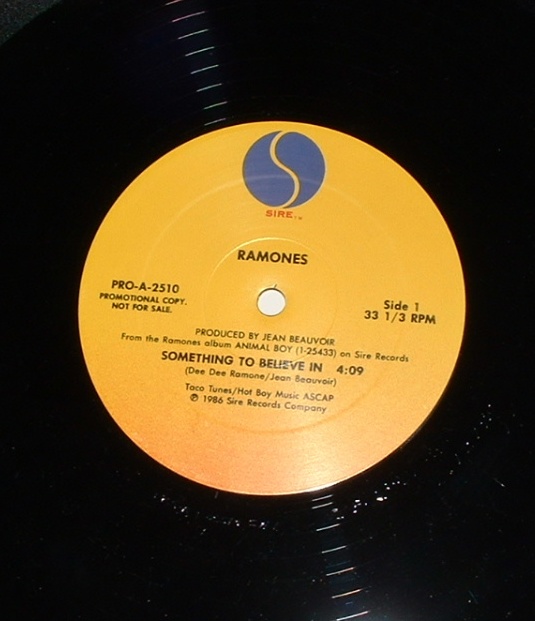 SIRE™
RAMONES
PRO-A-2510
PROMOTIONAL COPY.
NOT FOR SALE.
Side 1
33 1/3 RPM
PRODUCED BY JEAN BEAUVOIR
From the Ramones album ANIMAL BOY (1-25433) on Sire Records
SOMETHING TO BELIEVE IN 4:09
(Dee Dee Ramone/Jean Beauvoir)
Taco Tunes/Hot Boy Music ASCAP
℗ 1986 Sire Records Company